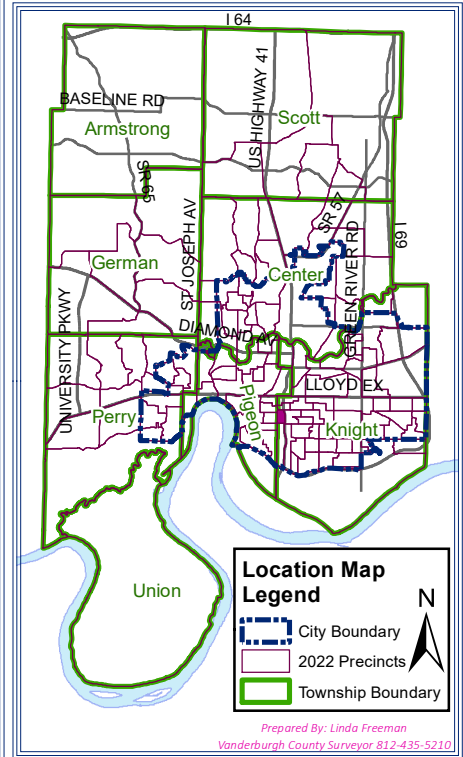 I 64
BASELINE RD
Armstrong
Scott
US HIGHWAY 41
SR 65
ST JOSEPH AV
SR 57
I 69
German
Center
GREEN RIVER RD
UNIVERSITY PKWY
DIAMOND AV
LLOYD EX
Perry
Pigeon
Knight
Union
Location Map
Legend
N
City Boundary
2022 Precincts
Township Boundary
Prepared By: Linda Freeman
Vanderburgh County Surveyor 812-435-5210